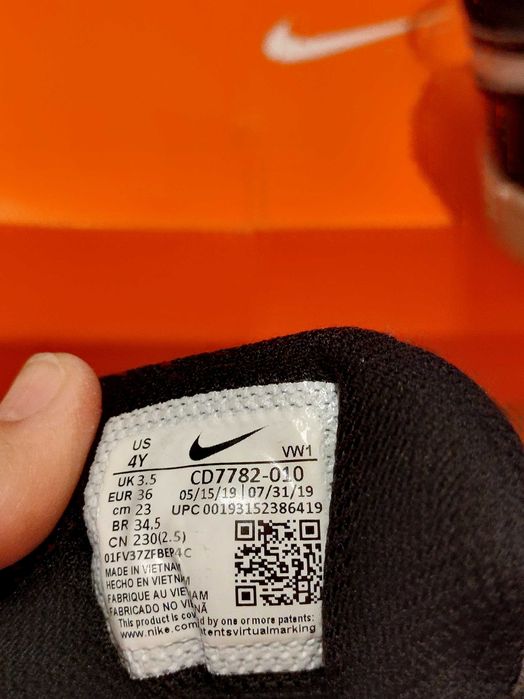 US
4Y
VW1
UK 3.5
CD7782-010
EUR 36
05/15/19 | 07/31/19
cm 23
UPC 00193152386419
BR 34.5
CN 230(2.5)
MADE IN VIETNAM
HECHO EN VIETNAM
FABRIQUE AU VIETNAM
FABRICADO NO VIETNÃ
This product is cov d by one or more patents:
www.nike.com tentsvirtualmarking